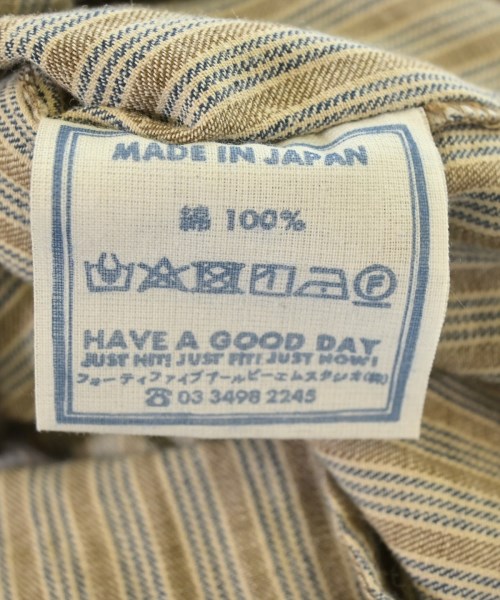 MADE IN JAPAN
綿 100%
F
HAVE A GOOD DAY
JUST HIT! JUST FIT! JUST NOW!
フォーティファイブアールピーエムスタジオ(株)
☎ 03 3498 2245